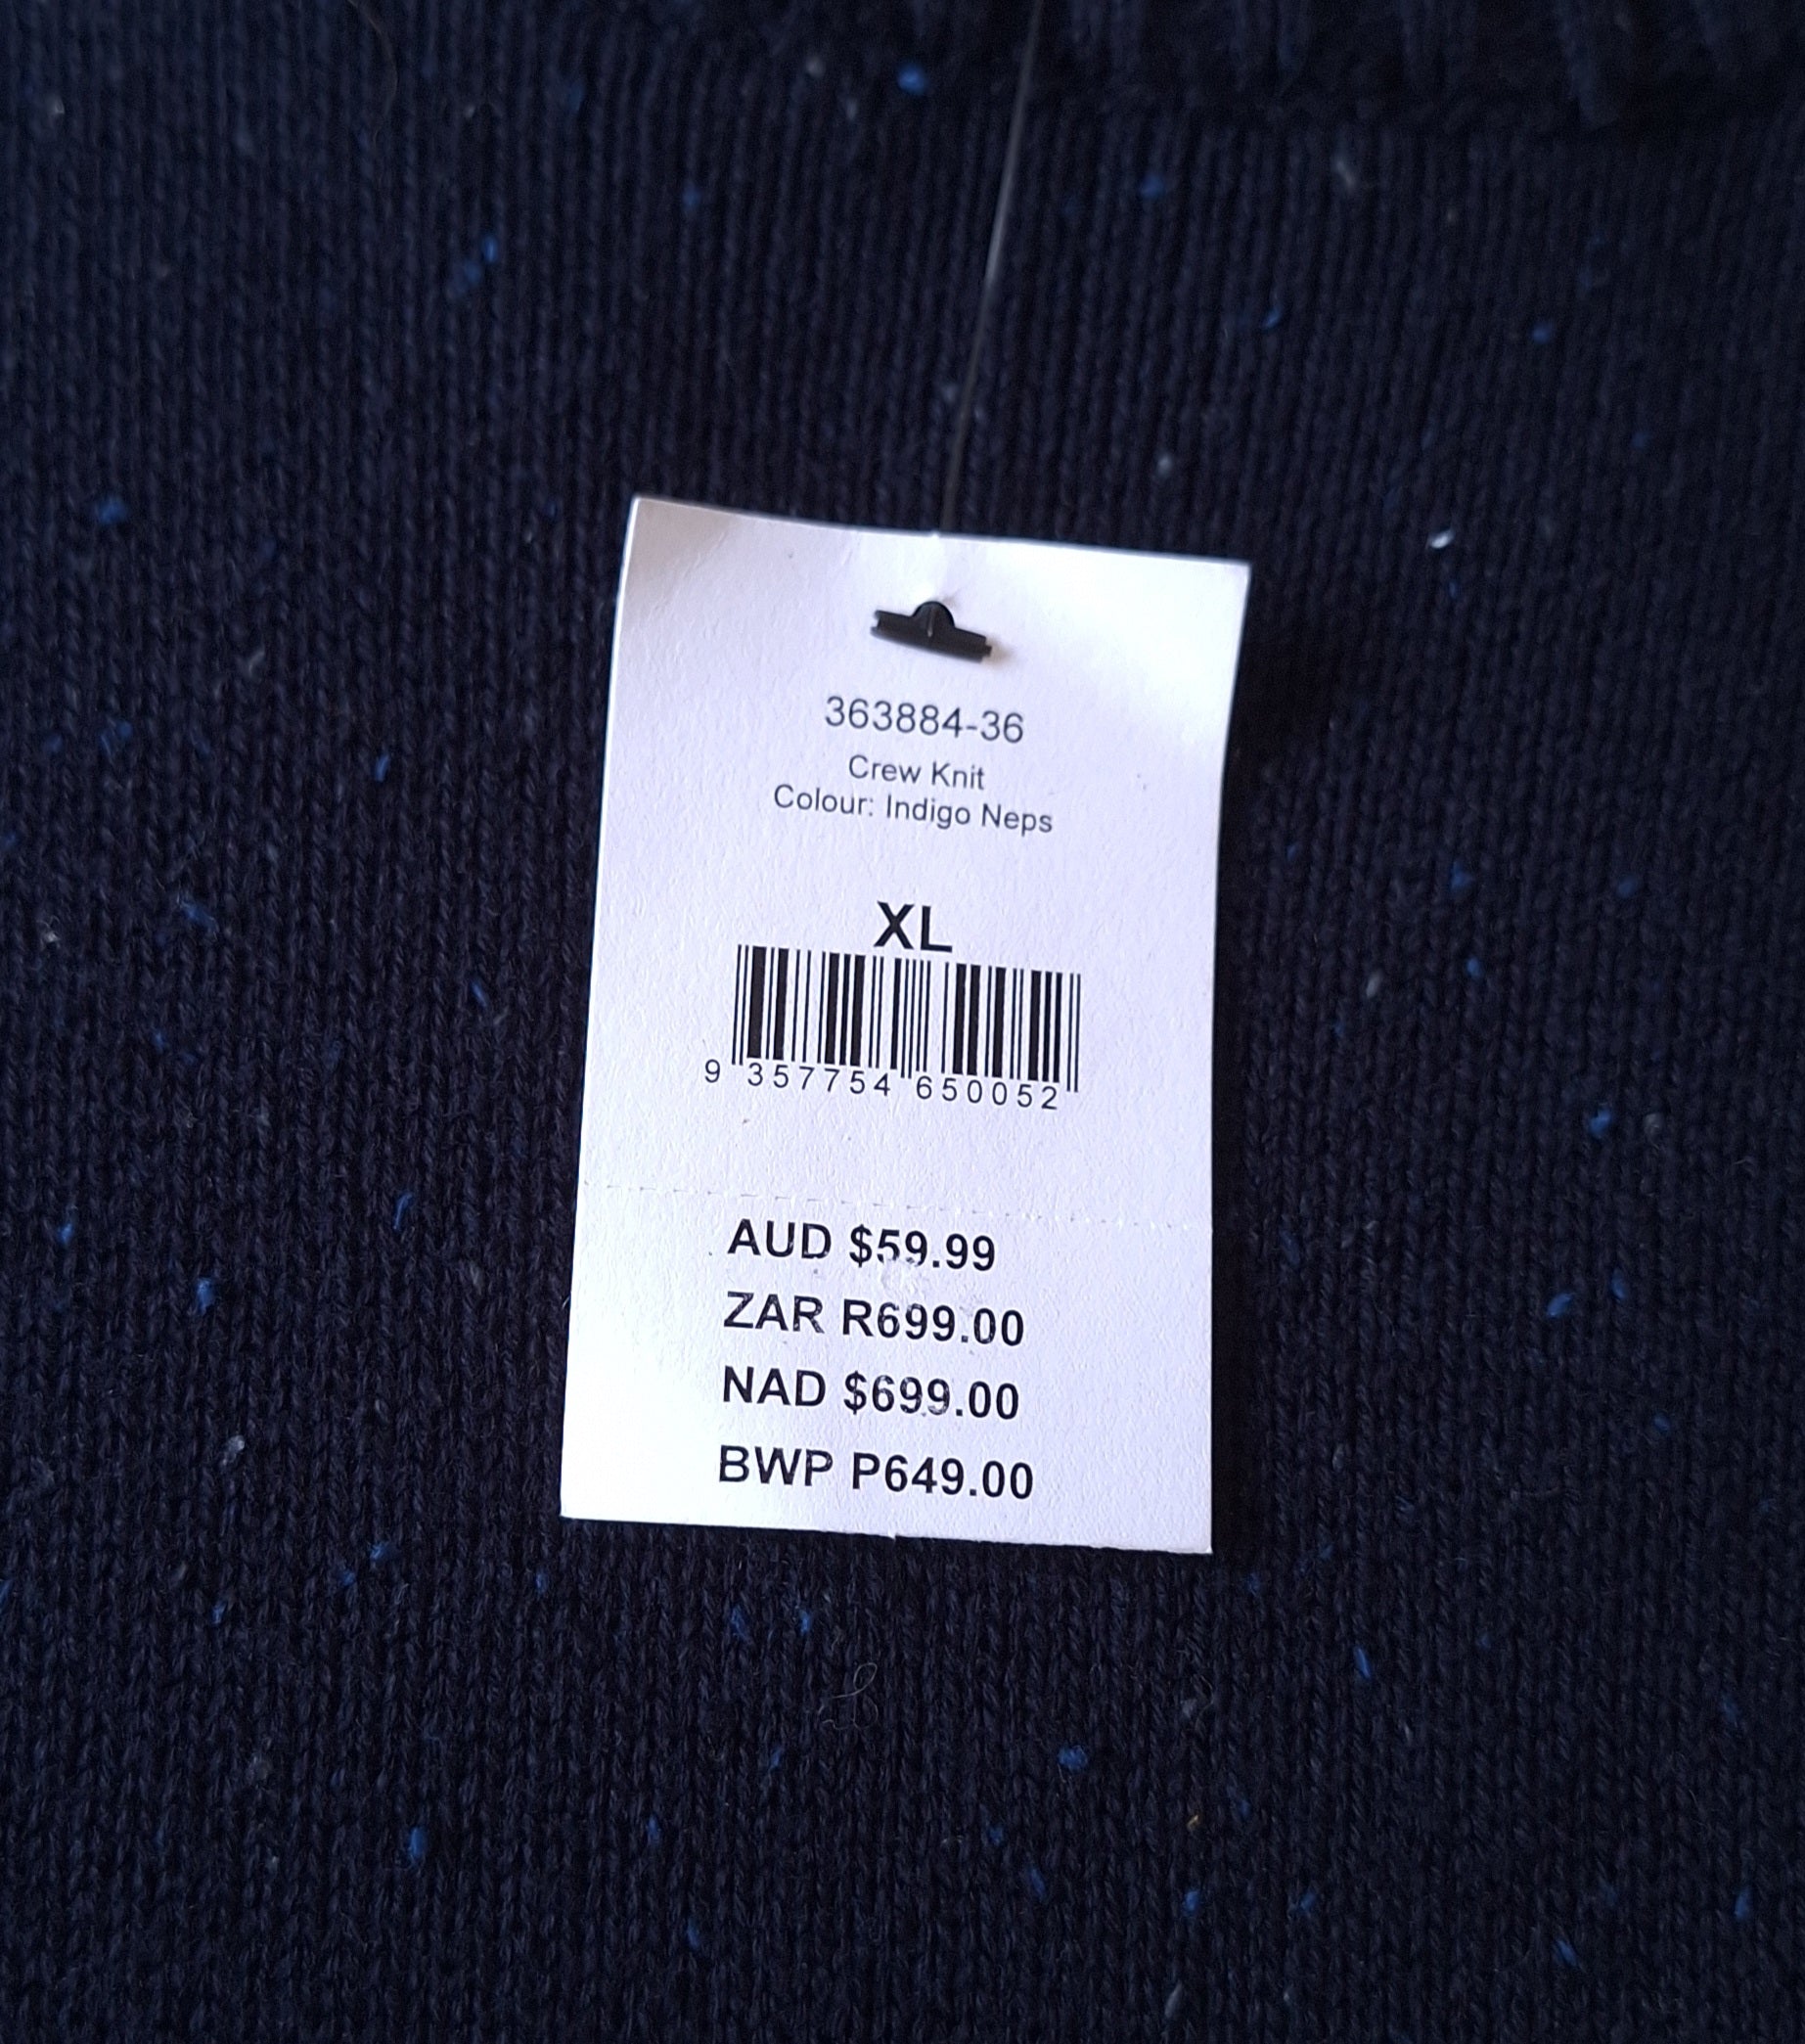 363884-36
Crew Knit
Colour: Indigo Neps
XL
9 357754 650052
AUD $59.99
ZAR R699.00
NAD $699.00
BWP P649.00